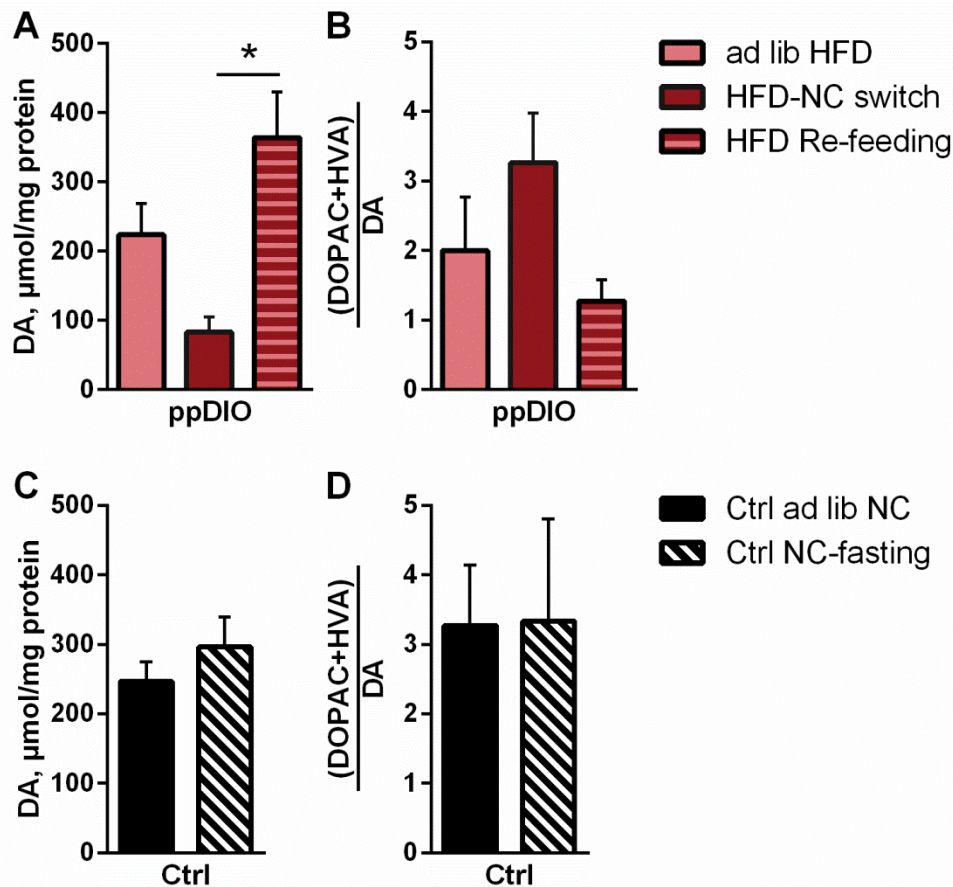 A
500
400
300
200
100
0
DA, μmol/mg protein
*
ppDIO
B
5
4
3
2
1
0
(DOPAC+HVA)
DA
ppDIO
ad lib HFD
HFD-NC switch
HFD Re-feeding
C
500
400
300
200
100
0
DA, μmol/mg protein
Ctrl
D
5
4
3
2
1
0
(DOPAC+HVA)
DA
Ctrl
Ctrl ad lib NC
Ctrl NC-fasting